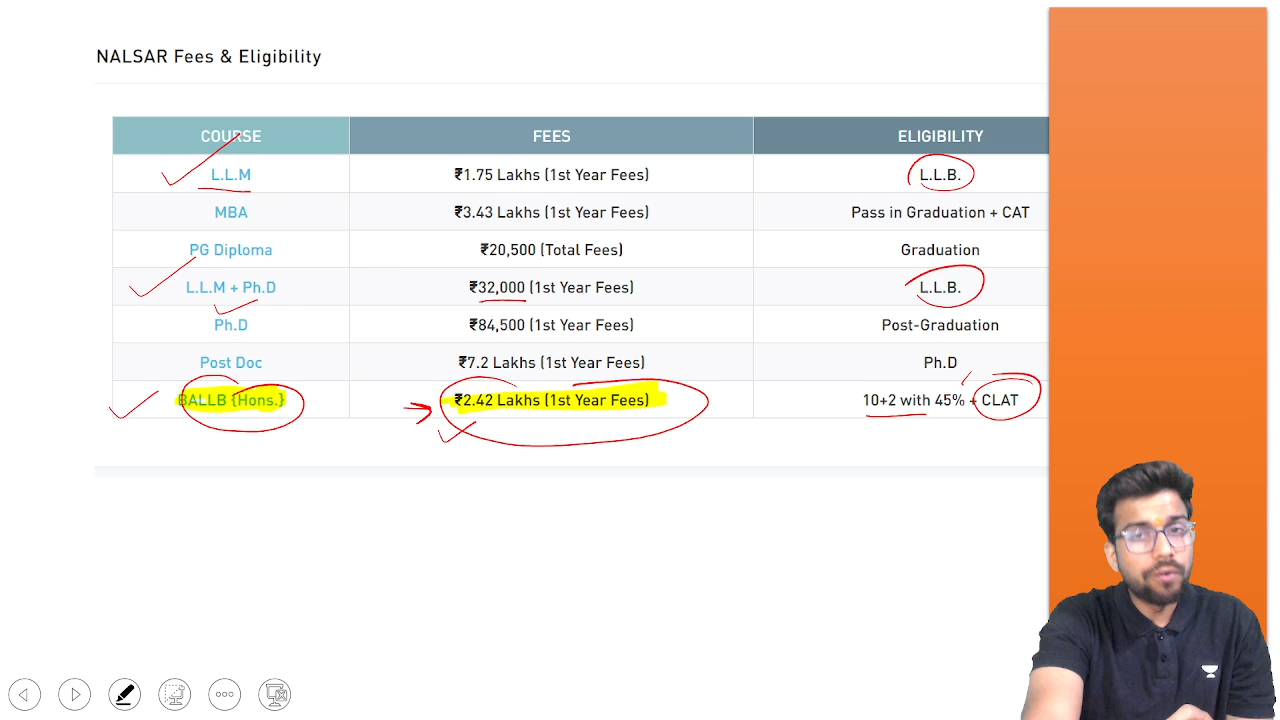 NALSAR Fees & Eligibility
COURSE FEES ELIGIBILITY
L.L.M ₹1.75 Lakhs (1st Year Fees) L.L.B.
MBA ₹3.43 Lakhs (1st Year Fees) Pass in Graduation + CAT
PG Diploma ₹20,500 (Total Fees) Graduation
L.L.M + Ph.D ₹32,000 (1st Year Fees) L.L.B.
Ph.D ₹84,500 (1st Year Fees) Post-Graduation
Post Doc ₹7.2 Lakhs (1st Year Fees) Ph.D
BALLB {Hons.} ₹2.42 Lakhs (1st Year Fees) 10+2 with 45% + CLAT